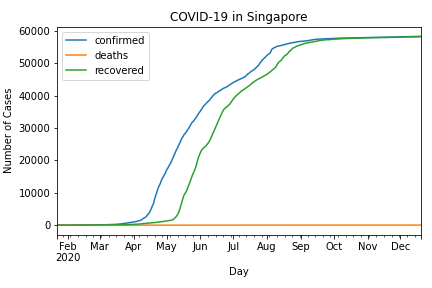 COVID-19 in Singapore
confirmed
deaths
recovered
60000
50000
40000
30000
20000
10000
0
Number of Cases
Feb Mar Apr May Jun Jul Aug Sep Oct Nov Dec
2020
Day